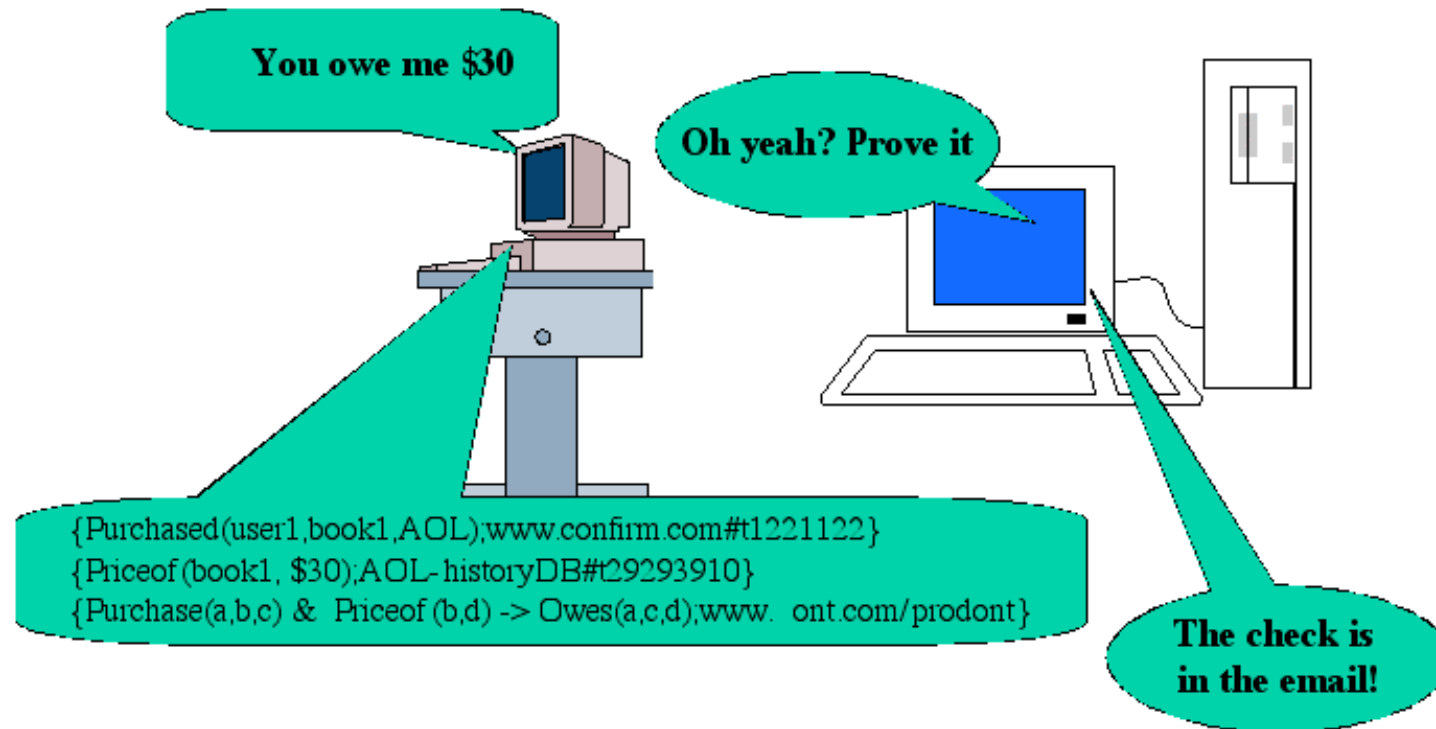 You owe me $30
Oh yeah? Prove it
{Purchased(user1,book1,AOL);www.confirm.com#t1221122}
{Priceof(book1, $30);AOL-historyDB#t29293910}
{Purchase(a,b,c) & Priceof(b,d) -> Owes(a,c,d);www. ont.com/prodont}
The check is
in the email!